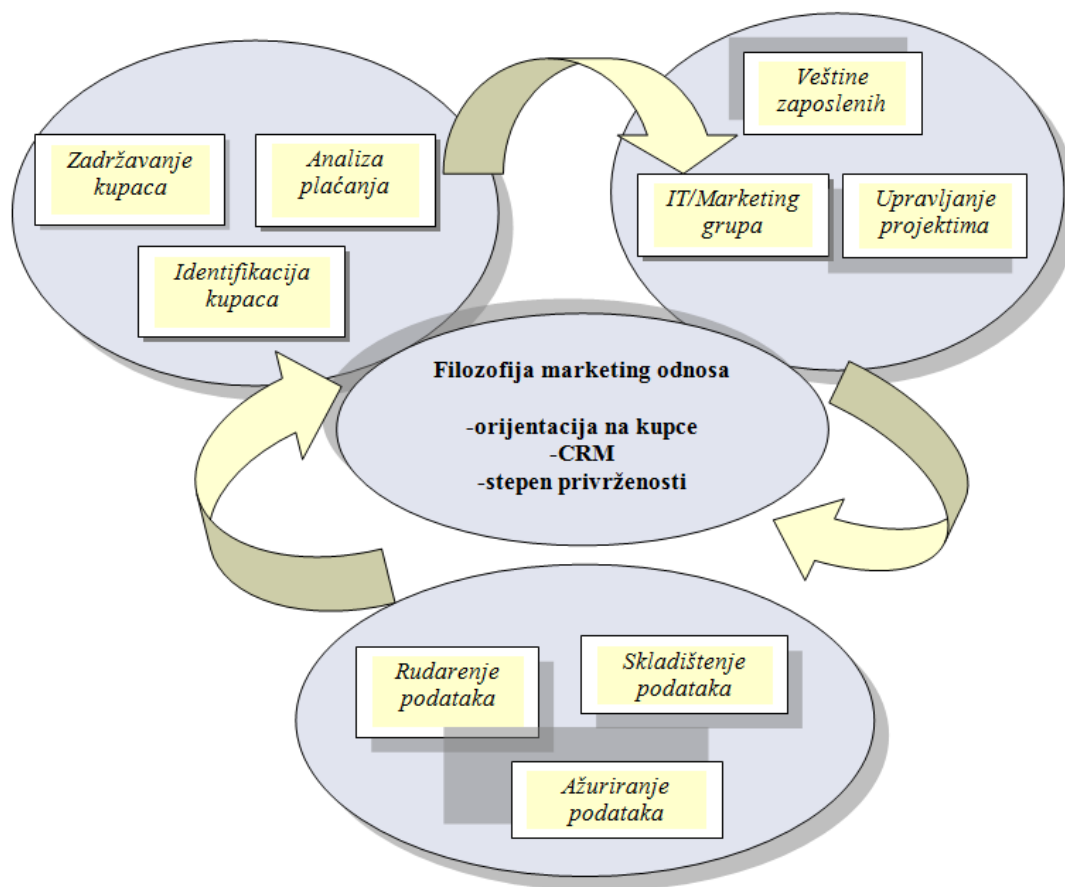 Zadržavanje
kupaca
Analiza
plaćanja
Identifikacija
kupaca
Veštine
zaposlenih
IT/Marketing
grupa
Upravljanje
projektima
Filozofija marketing odnosa
-orijentacija na kupce
-CRM
-stepen privrženosti
Rudarenje
podataka
Skladištenje
podataka
Ažuriranje
podataka